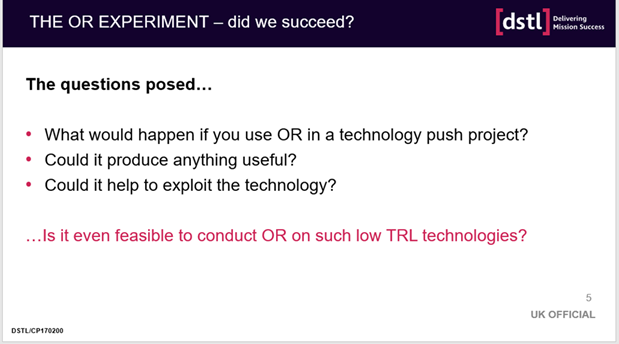 THE OR EXPERIMENT – did we succeed?
[dstl] Delivering
Mission Success
The questions posed…
• What would happen if you use OR in a technology push project?
• Could it produce anything useful?
• Could it help to exploit the technology?
…Is it even feasible to conduct OR on such low TRL technologies?
5
UK OFFICIAL
DSTL/CP170200